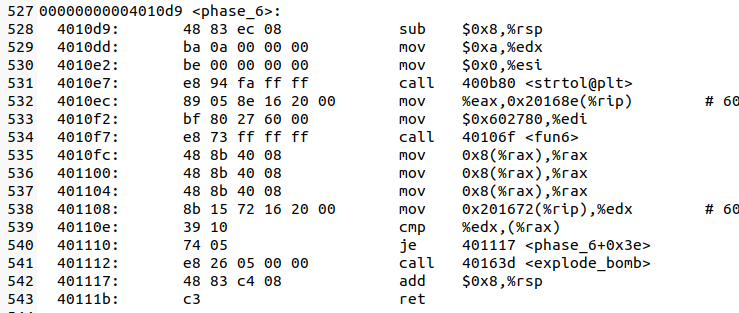 527 00000000004010d9 <phase_6>:
528 4010d9: 48 83 ec 08 sub $0x8,%rsp
529 4010dd: ba 0a 00 00 00 mov $0xa,%edx
530 4010e2: be 00 00 00 00 mov $0x0,%esi
531 4010e7: e8 94 fa ff ff call 400b80 <strtol@plt>
532 4010ec: 89 05 8e 16 20 00 mov %eax,0x20168e(%rip) # 60
533 4010f2: bf 80 27 60 00 mov $0x602780,%edi
534 4010f7: e8 73 ff ff ff call 40106f <fun6>
535 4010fc: 48 8b 40 08 mov 0x8(%rax),%rax
536 401100: 48 8b 40 08 mov 0x8(%rax),%rax
537 401104: 48 8b 40 08 mov 0x8(%rax),%rax
538 401108: 8b 15 72 16 20 00 mov 0x201672(%rip),%edx # 60
539 40110e: 39 10 cmp %edx,(%rax)
540 401110: 74 05 je 401117 <phase_6+0x3e>
541 401112: e8 26 05 00 00 call 40163d <explode_bomb>
542 401117: 48 83 c4 08 add $0x8,%rsp
543 40111b: c3 ret